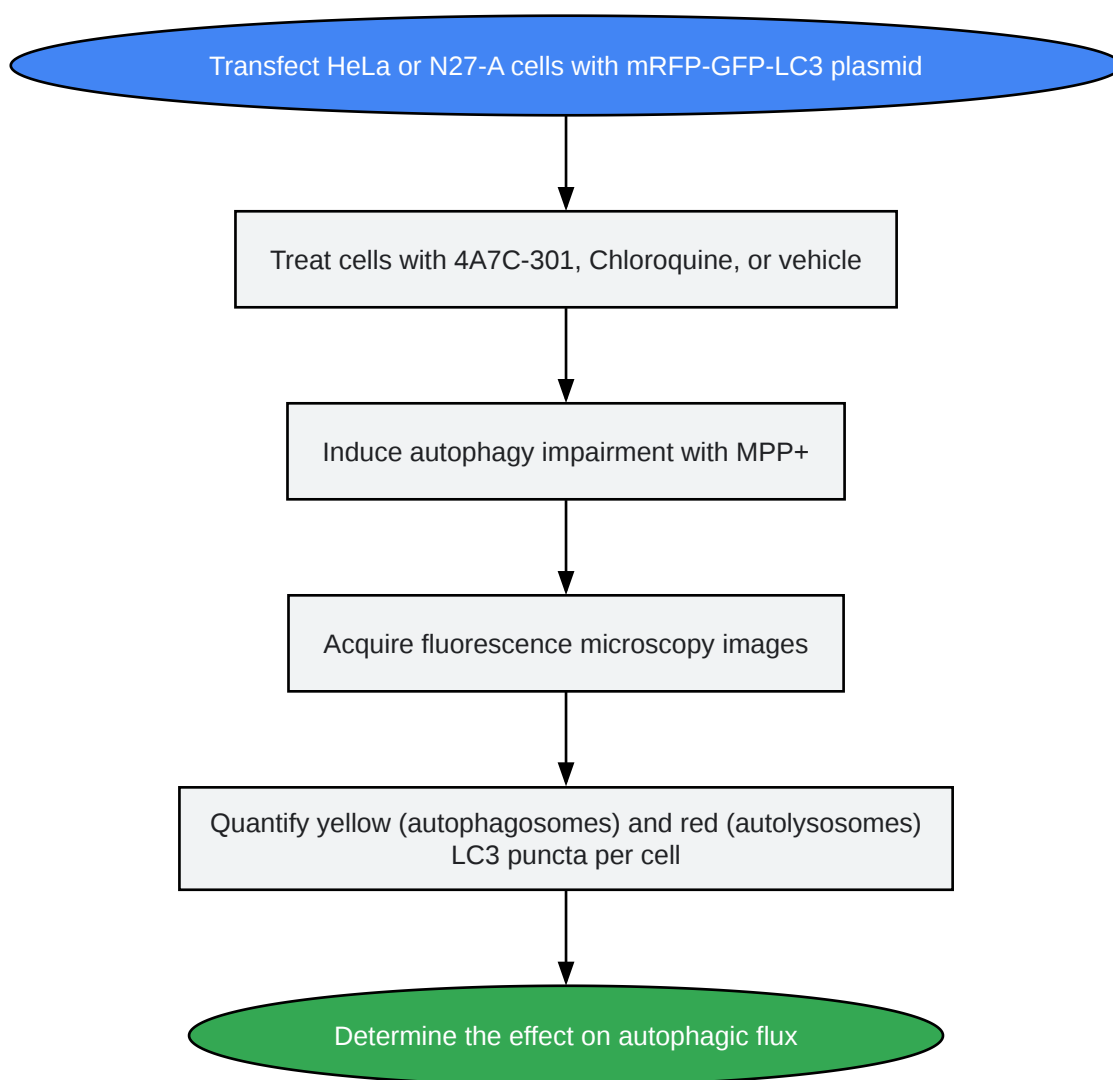 Transfect HeLa or N27-A cells with mRFP-GFP-LC3 plasmid
Treat cells with 4A7C-301, Chloroquine, or vehicle
Induce autophagy impairment with MPP+
Acquire fluorescence microscopy images
Quantify yellow (autophagosomes) and red (autolysosomes)
LC3 puncta per cell
Determine the effect on autophagic flux